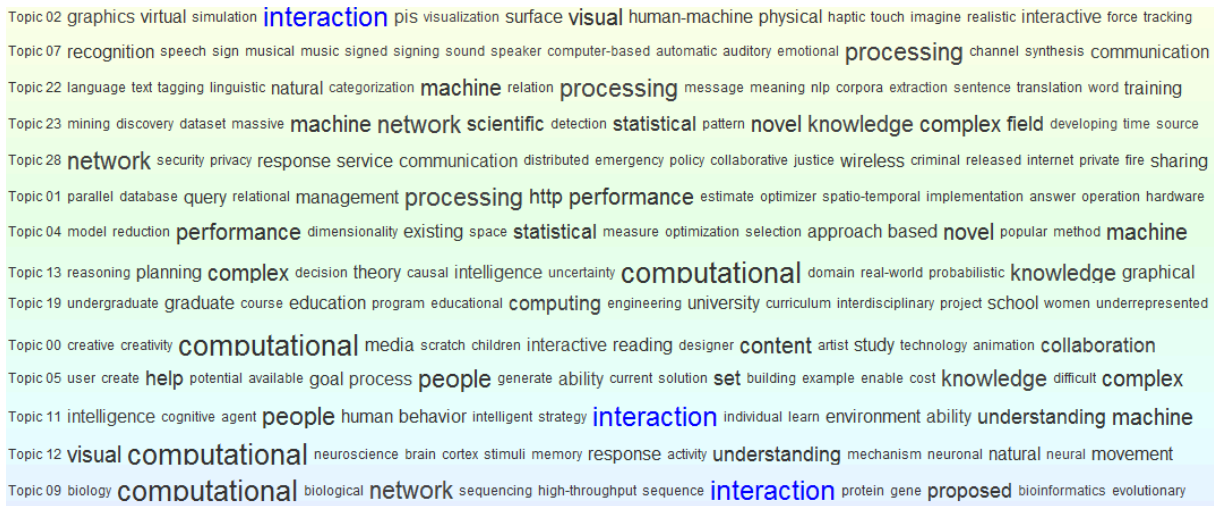 Topic 02 graphics virtual simulation interaction pis visualization surface visual human-machine physical haptic touch imagine realistic interactive force tracking
Topic 07 recognition speech sign musical music signed signing sound speaker computer-based automatic auditory emotional processing channel synthesis communication
Topic 22 language text tagging linguistic natural categorization machine relation processing message meaning nlp corpora extraction sentence translation word training
Topic 23 mining discovery dataset massive machine network scientific detection statistical pattern novel knowledge complex field developing time source
Topic 28 network security privacy response service communication distributed emergency policy collaborative justice wireless criminal released internet private fire sharing
Topic 01 parallel database query relational management processing http performance estimate optimizer spatio-temporal implementation answer operation hardware
Topic 04 model reduction performance dimensionality existing space statistical measure optimization selection approach based novel popular method machine
Topic 13 reasoning planning complex decision theory causal intelligence uncertainty computational domain real-world probabilistic knowledge graphical
Topic 19 undergraduate graduate course education program educational computing engineering university curriculum interdisciplinary project school women underrepresented
Topic 00 creative creativity computational media scratch children interactive reading designer content artist study technology animation collaboration
Topic 05 user create help potential available goal process people generate ability current solution set building example enable cost knowledge difficult complex
Topic 11 intelligence cognitive agent people human behavior intelligent strategy interaction individual learn environment ability understanding machine
Topic 12 visual computational neuroscience brain cortex stimuli memory response activity understanding mechanism neuronal natural neural movement
Topic 09 biology computational biological network sequencing high-throughput sequence interaction protein gene proposed bioinformatics evolutionary